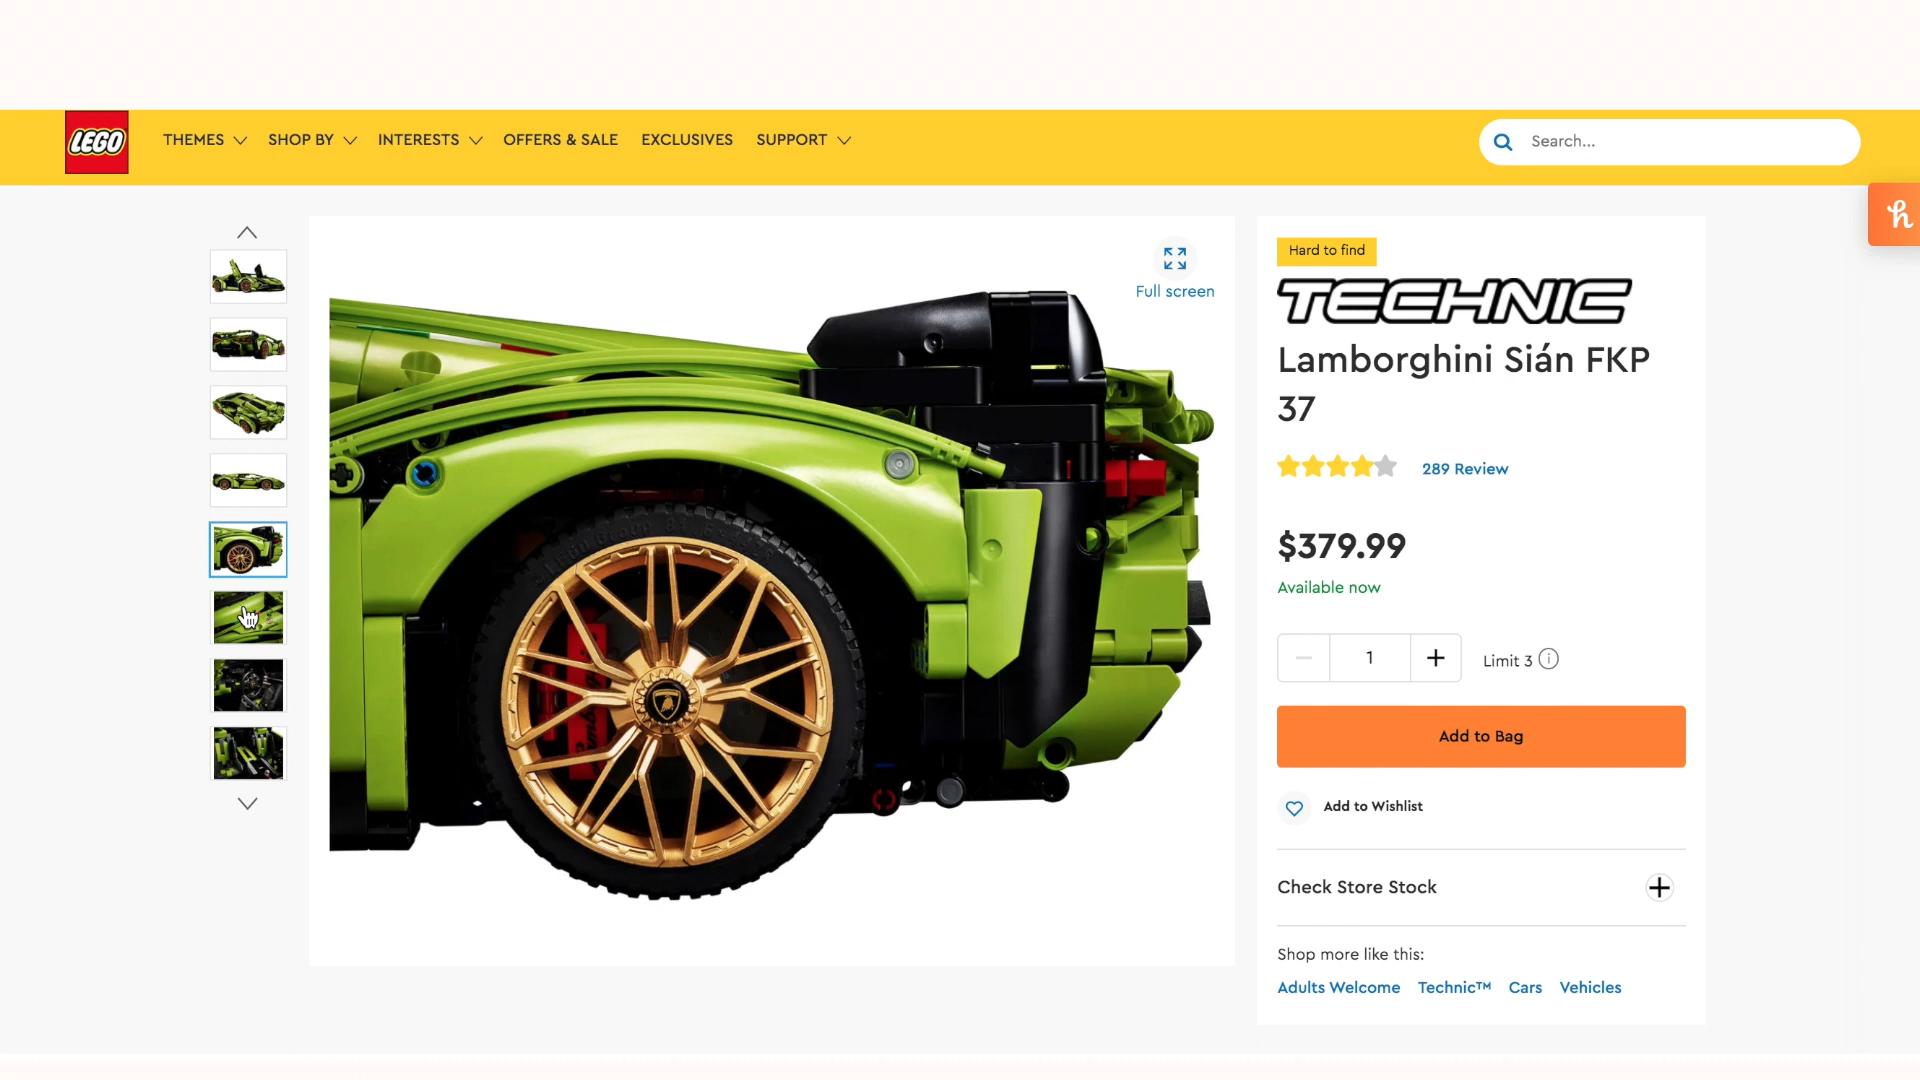 LEGO
THEMES SHOP BY INTERESTS OFFERS & SALE EXCLUSIVES SUPPORT
Search...
Full screen
Hard to find
TECHNIC
Lamborghini Sián FKP
37
289 Review
$379.99
Available now
1
Limit 3
Add to Bag
Add to Wishlist
Check Store Stock
Shop more like this:
Adults Welcome Technic™ Cars Vehicles